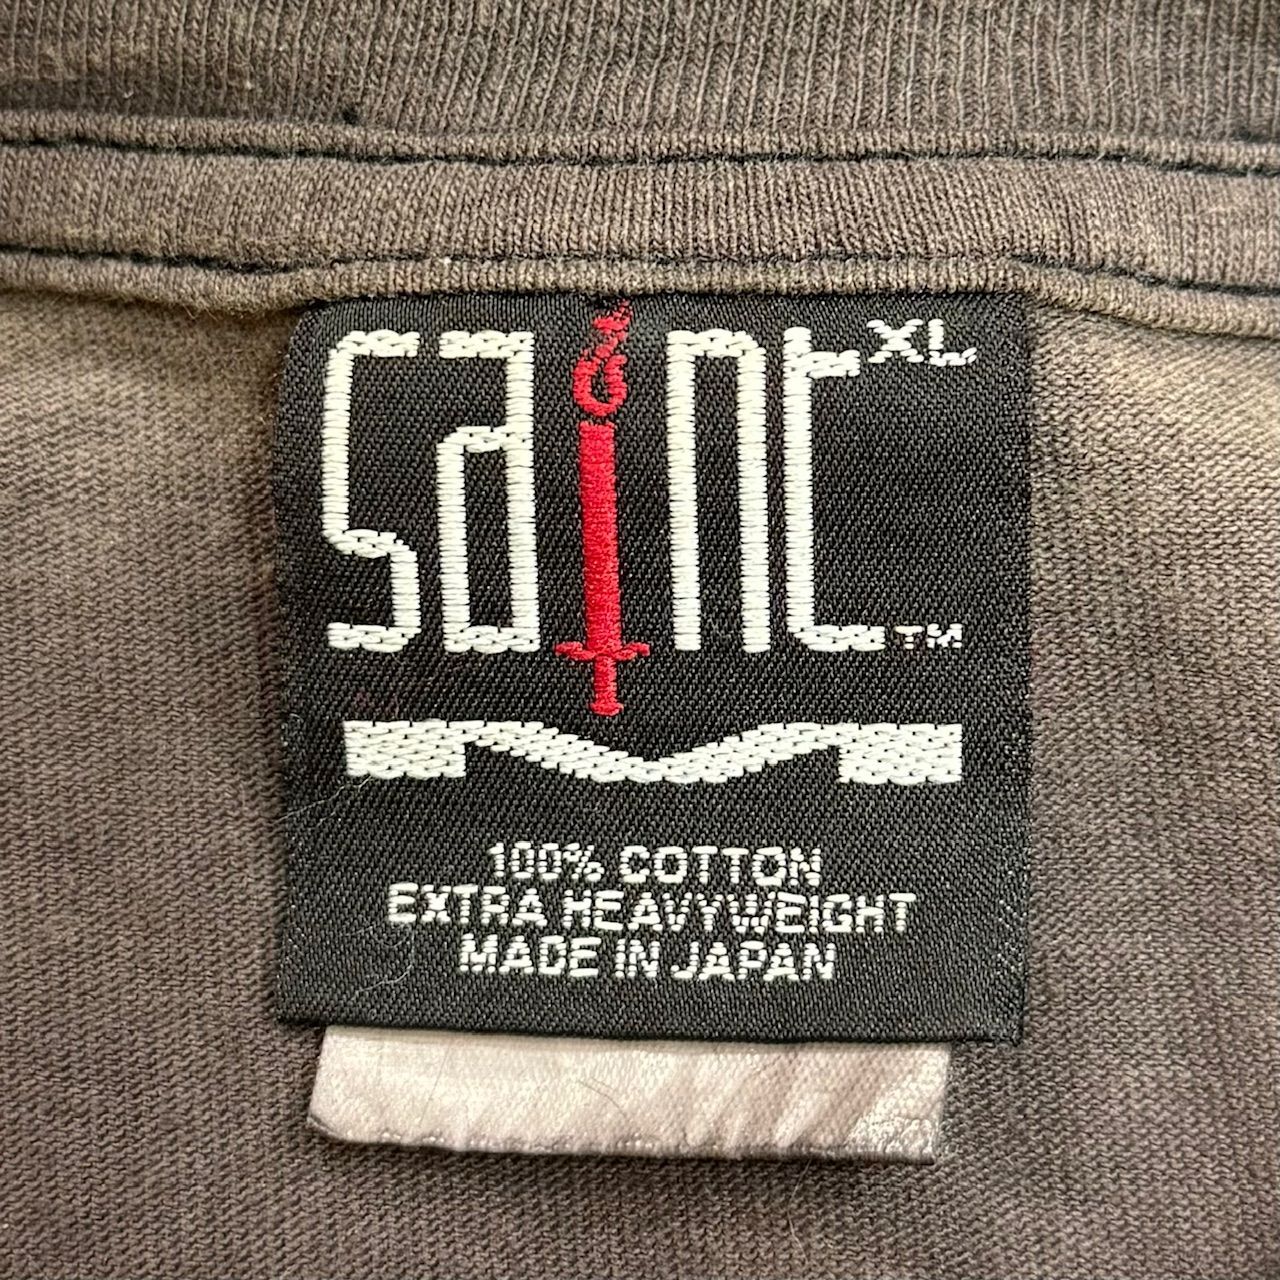 saint XL
TM
100% COTTON
EXTRA HEAVYWEIGHT
MADE IN JAPAN